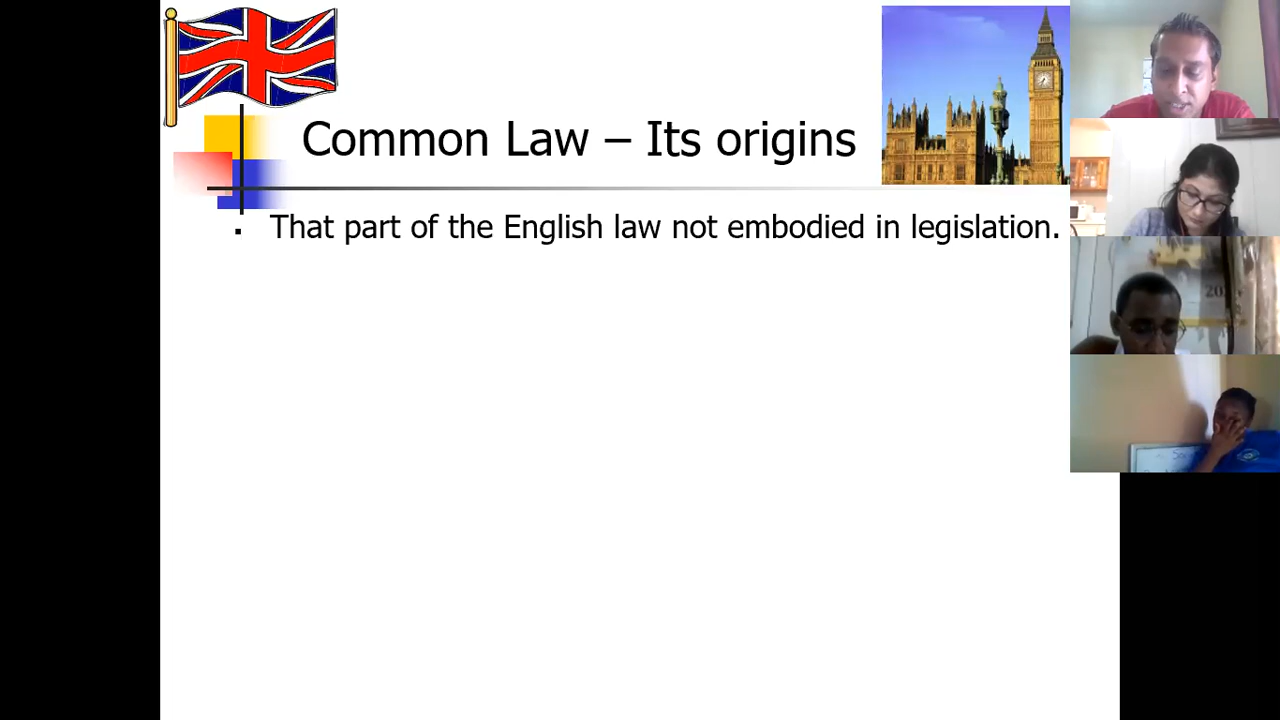 Common Law – Its origins
▪ That part of the English law not embodied in legislation.